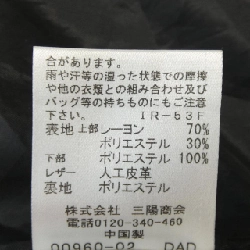 合があります。
雨や汗等の湿った状態での摩擦
や他の衣類との組み合わせ及び
バッグ等の持ちものにもご注意
下さい。 IR-53F
表地 上部 レーヨン 70%
ポリエステル 30%
下部 ポリエステル 100%
レザー 人工皮革
裏地 ポリエステル
株式会社 三陽商会
電話0120-340-460
中国製
D0960-02 DAD